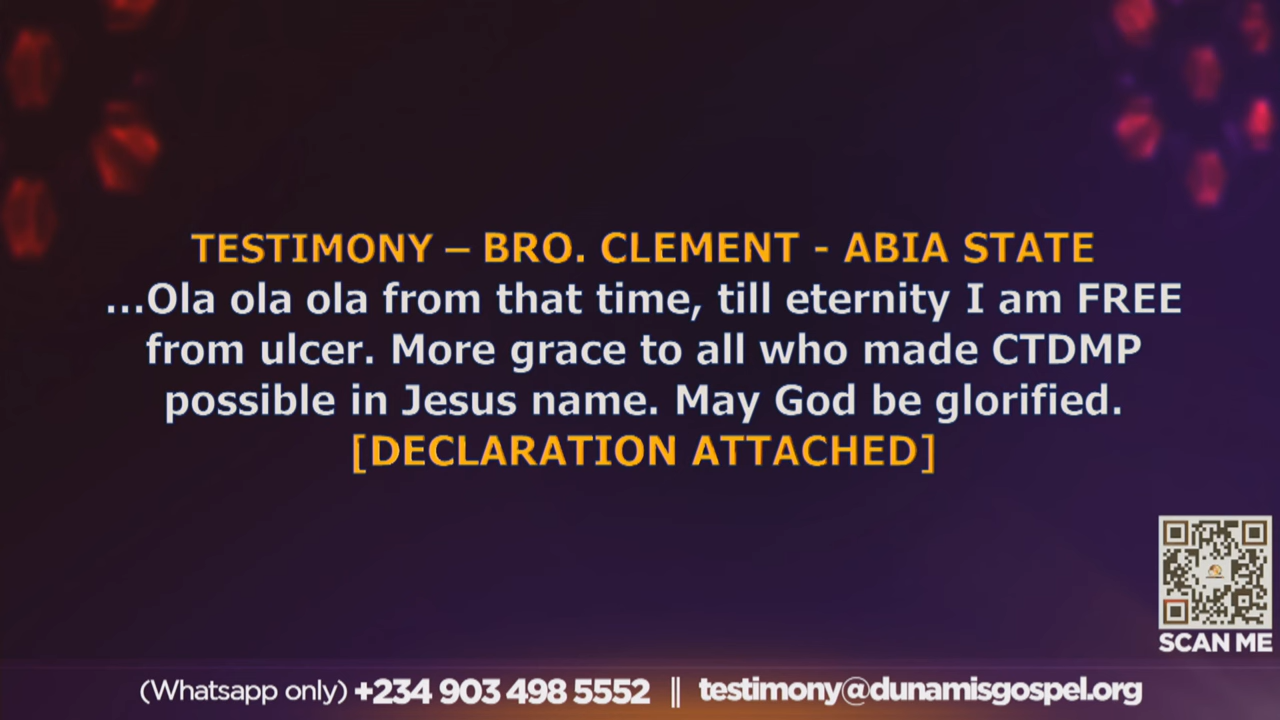 TESTIMONY – BRO. CLEMENT - ABIA STATE
...Ola ola ola from that time, till eternity I am FREE
from ulcer. More grace to all who made CTDMP
possible in Jesus name. May God be glorified.
[DECLARATION ATTACHED]
SCAN ME
(Whatsapp only) +234 903 498 5552 || testimony@dunamisgospel.org